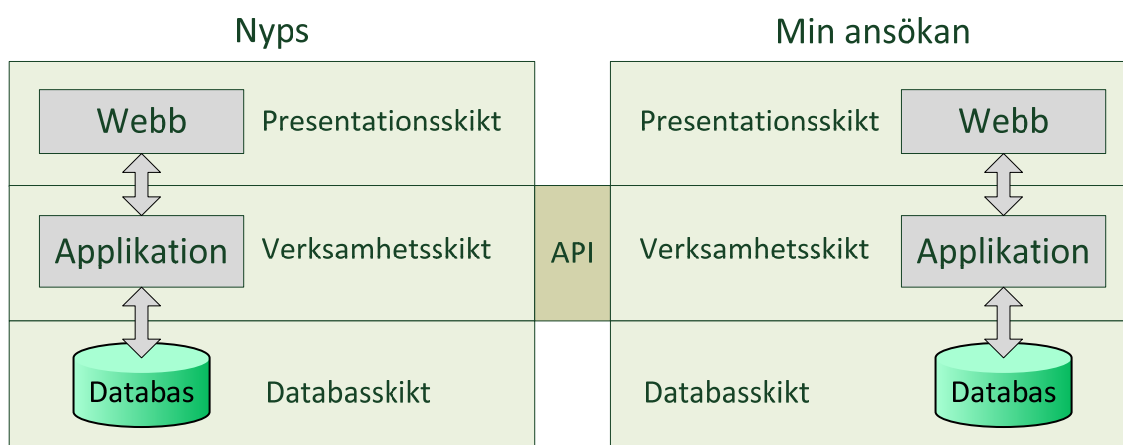 Nyps
Min ansökan
Webb
Presentationsskikt
Presentationsskikt
Webb
Applikation
Verksamhetsskikt
API
Verksamhetsskikt
Applikation
Databas
Databasskikt
Databasskikt
Databas